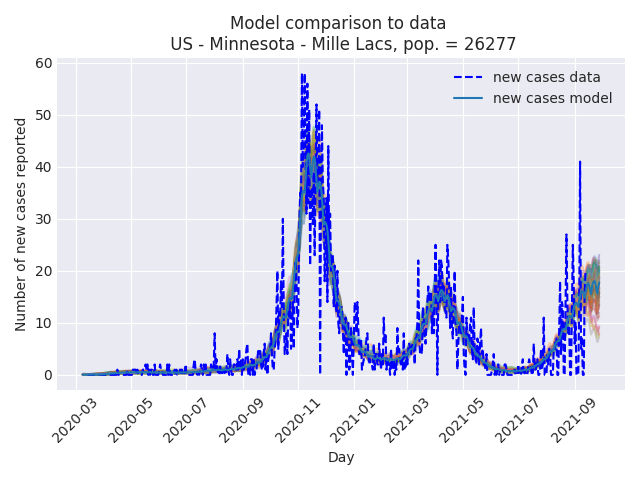 Model comparison to data
US - Minnesota - Mille Lacs, pop. = 26277
60
50
40
30
20
10
0
Number of new cases reported
new cases data
new cases model
2020-03
2020-05
2020-07
2020-09
2020-11
2021-01
2021-03
2021-05
2021-07
2021-09
Day